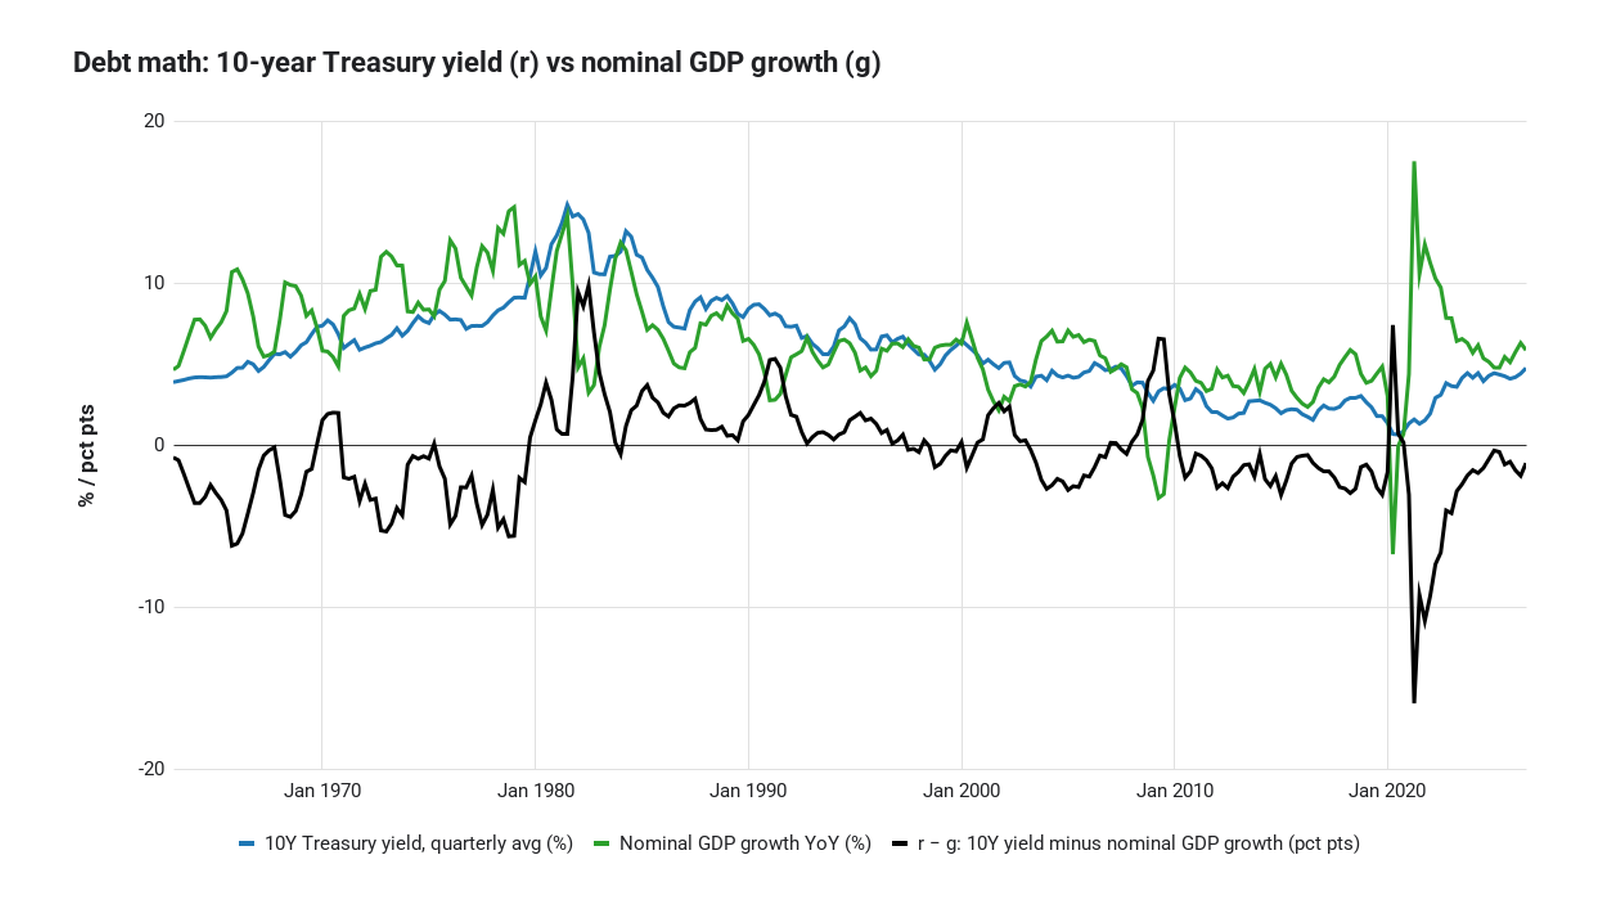 Debt math: 10-year Treasury yield (r) vs nominal GDP growth (g)
20
10
0
-10
-20
% / pct pts
Jan 1970
Jan 1980
Jan 1990
Jan 2000
Jan 2010
Jan 2020
10Y Treasury yield, quarterly avg (%)
Nominal GDP growth YoY (%)
r − g: 10Y yield minus nominal GDP growth (pct pts)